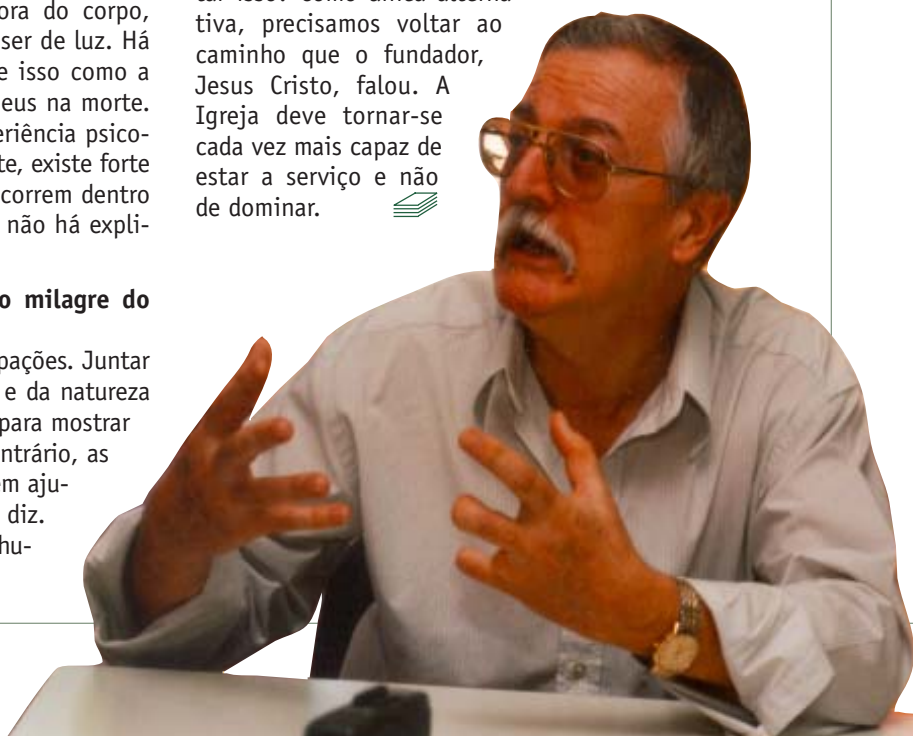 ora do corpo,
ser de luz. Há
e isso como a
eus na morte.
eriência psico-
te, existe forte
correm dentro
não há expli-
o milagre do
pações. Juntar
e da natureza
para mostrar
ntrário, as
em aju-
diz.
hu-
tiva, precisamos voltar ao
caminho que o fundador,
Jesus Cristo, falou. A
Igreja deve tornar-se
cada vez mais capaz de
estar a serviço e não
de dominar.